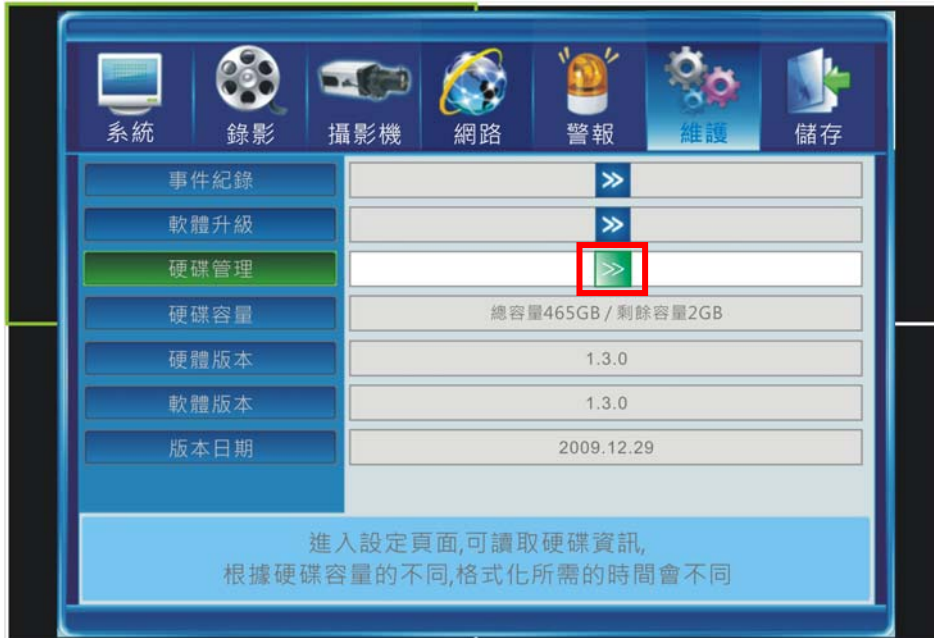 系統 錄影 攝影機 網路 警報 維護 儲存
事件紀錄
軟體升級
硬碟管理
硬碟容量 總容量465GB / 剩餘容量2GB
硬體版本 1.3.0
軟體版本 1.3.0
版本日期 2009.12.29
進入設定頁面,可讀取硬碟資訊,
根據硬碟容量的不同,格式化所需的時間會不同